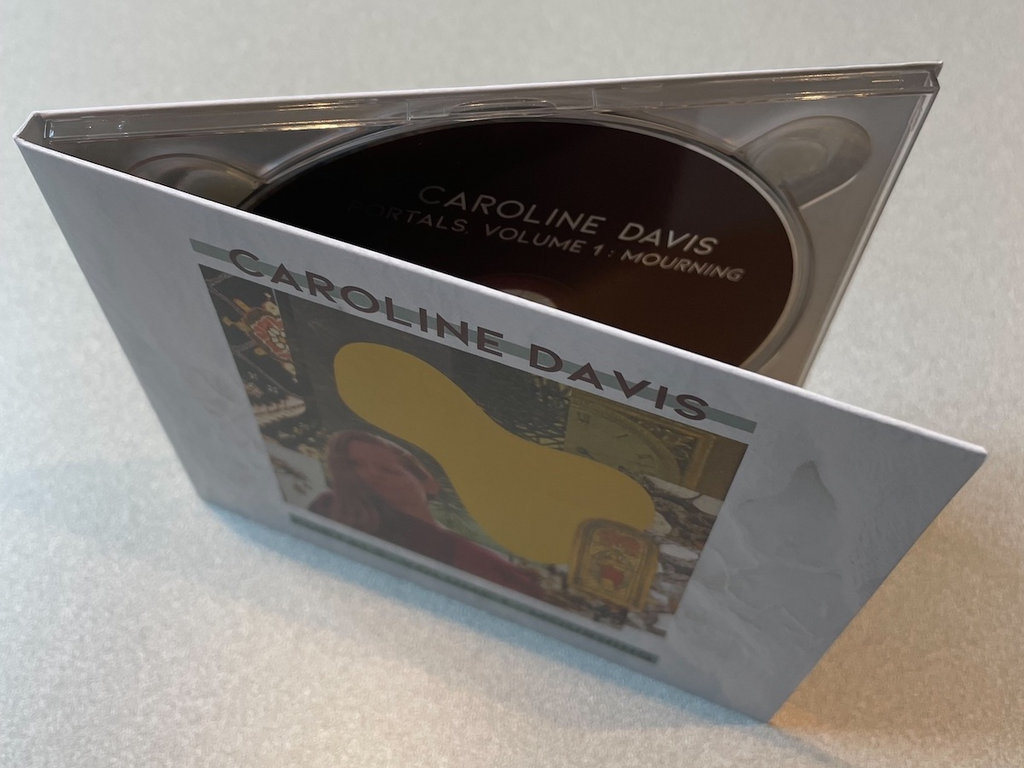 CAROLINE DAVIS
PORTALS, VOLUME 1: MOURNING
CAROLINE DAVIS